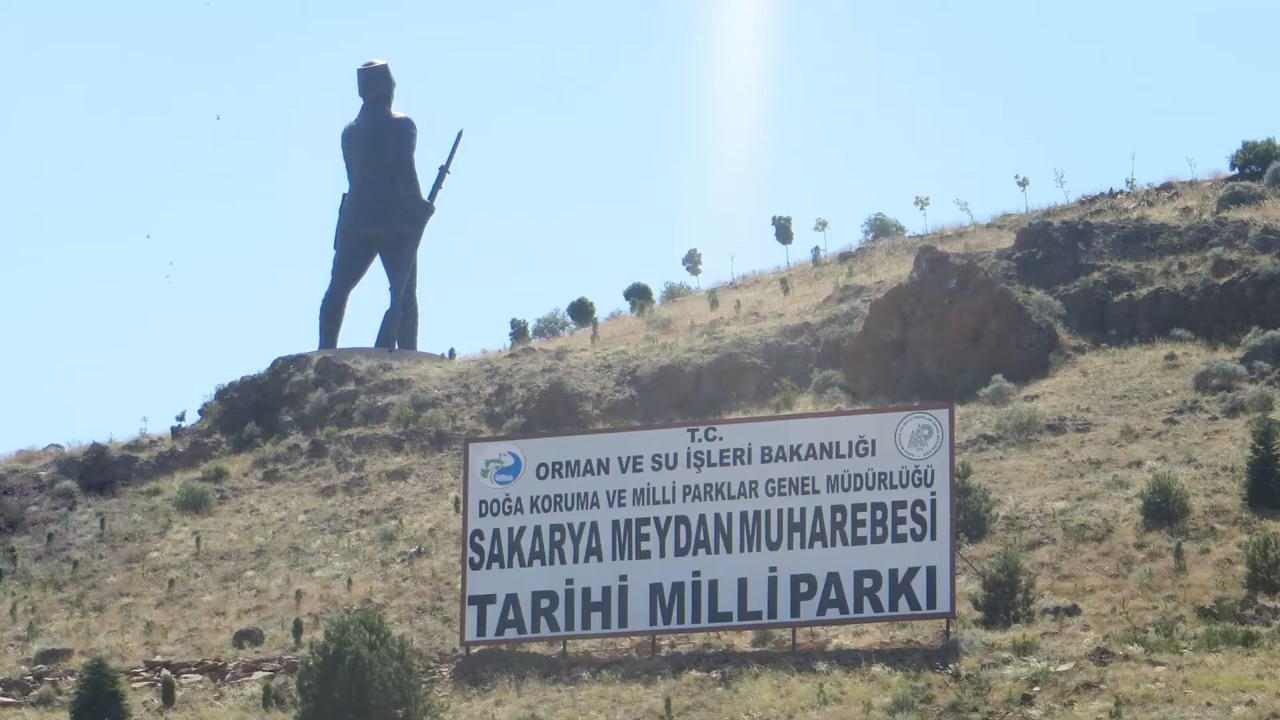 T.C.
ORMAN VE SU İŞLERİ BAKANLIĞI
DOĞA KORUMA VE MİLLİ PARKLAR GENEL MÜDÜRLÜĞÜ
SAKARYA MEYDAN MUHAREBESİ
TARİHİ MİLLİ PARKI